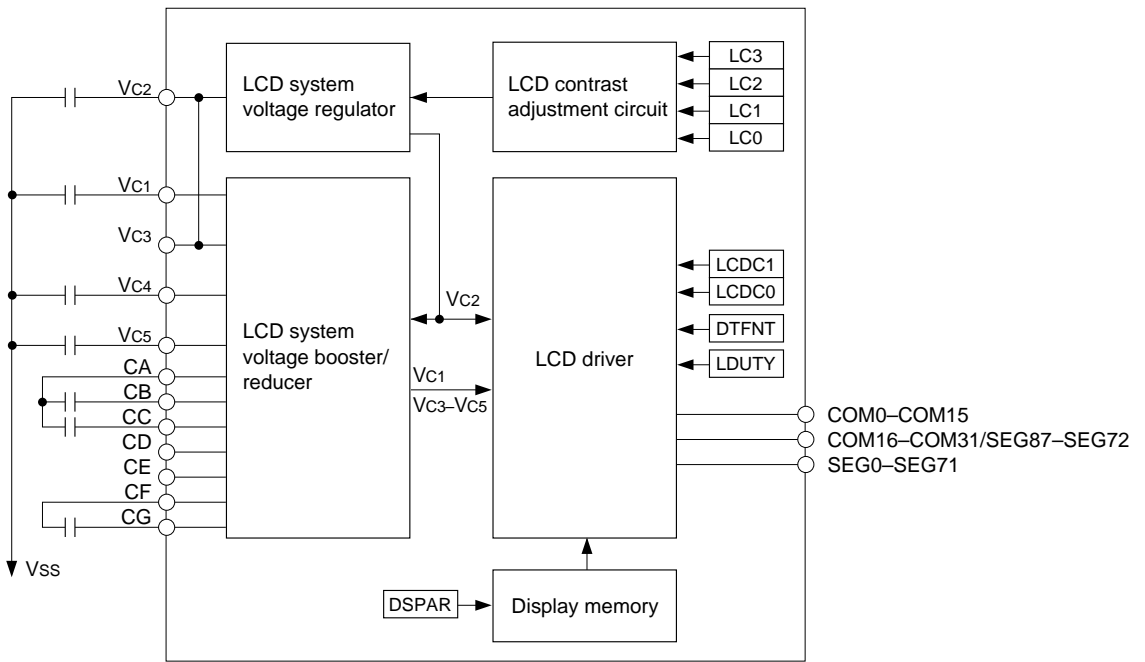 VC2
VC1
VC3
VC4
VC5
CA
CB
CC
CD
CE
CF
CG
VSS
LCD system
voltage regulator
LCD contrast
adjustment circuit
LC3
LC2
LC1
LC0
LCD system
voltage booster/
reducer
VC2
VC1
VC3–VC5
LCD driver
LCDC1
LCDC0
DTFNT
LDUTY
COM0–COM15
COM16–COM31/SEG87–SEG72
SEG0–SEG71
DSPAR
Display memory